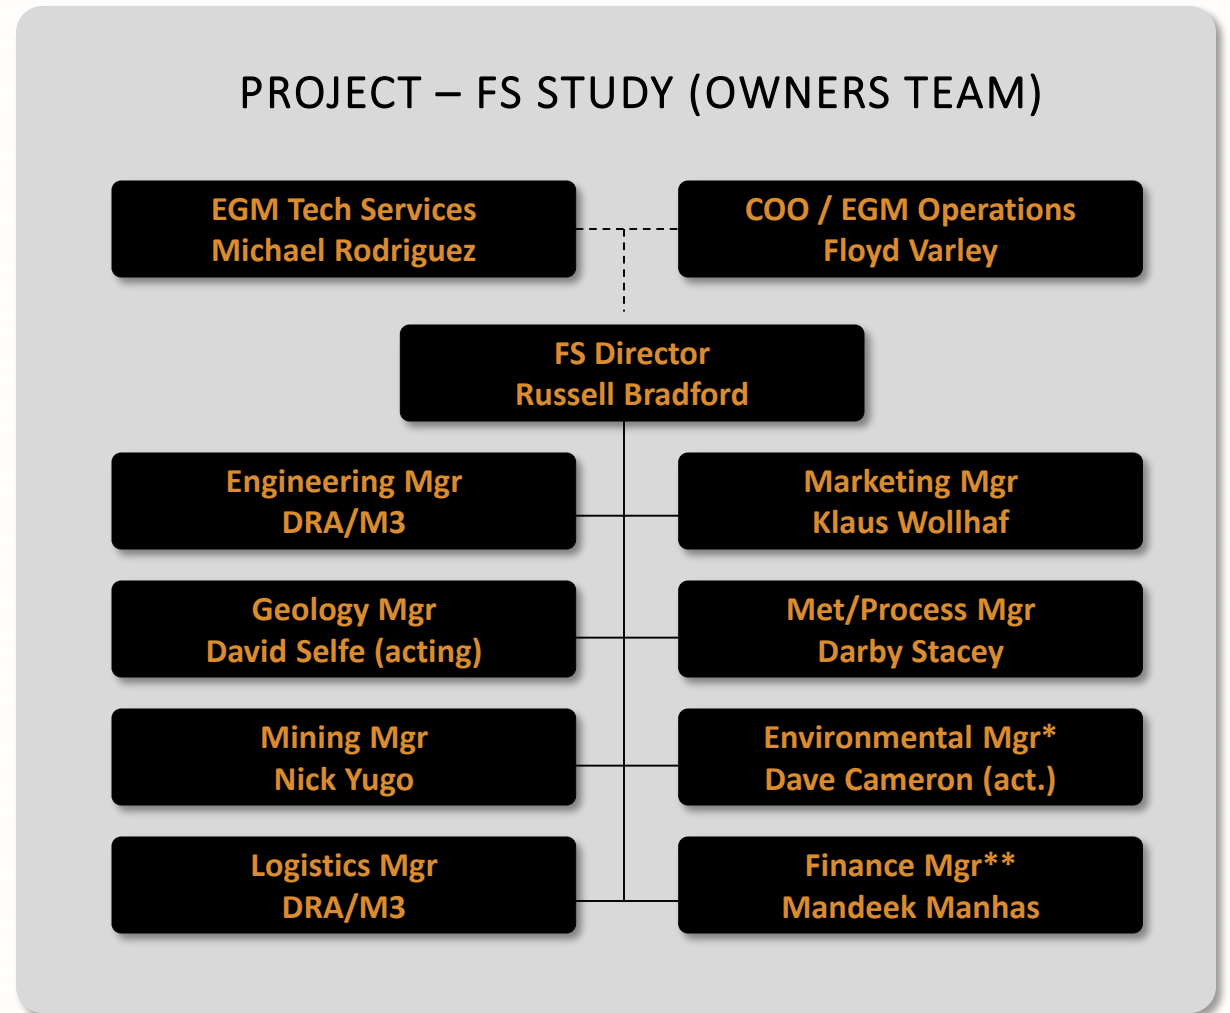 PROJECT – FS STUDY (OWNERS TEAM)
EGM Tech Services
Michael Rodriguez
COO / EGM Operations
Floyd Varley
FS Director
Russell Bradford
Engineering Mgr
DRA/M3
Marketing Mgr
Klaus Wollhaf
Geology Mgr
David Selfe (acting)
Met/Process Mgr
Darby Stacey
Mining Mgr
Nick Yugo
Environmental Mgr*
Dave Cameron (act.)
Logistics Mgr
DRA/M3
Finance Mgr**
Mandeek Manhas